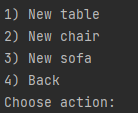 1) New table
2) New chair
3) New sofa
4) Back
Choose action: